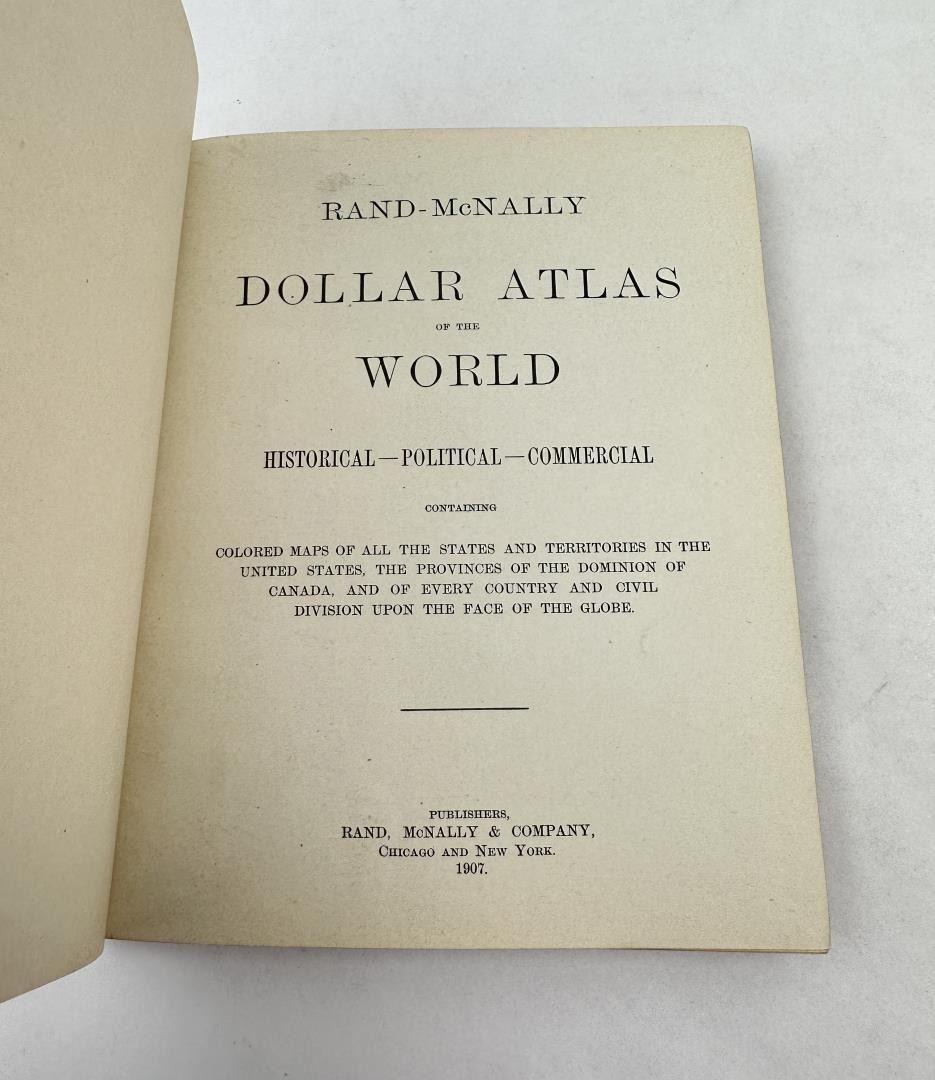 RAND-McNALLY
DOLLAR ATLAS
OF THE
WORLD
HISTORICAL—POLITICAL—COMMERCIAL
CONTAINING
COLORED MAPS OF ALL THE STATES AND TERRITORIES IN THE
UNITED STATES, THE PROVINCES OF THE DOMINION OF
CANADA, AND OF EVERY COUNTRY AND CIVIL
DIVISION UPON THE FACE OF THE GLOBE.
PUBLISHERS,
RAND, McNALLY & COMPANY,
CHICAGO AND NEW YORK.
1907.